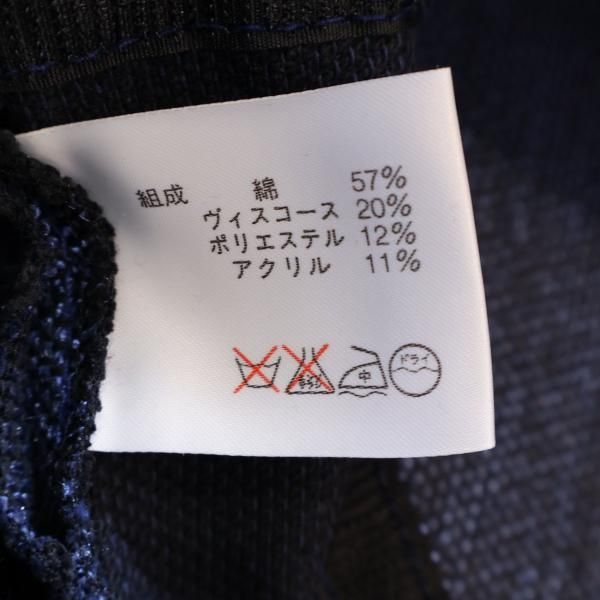 組成 綿 57%
ヴィスコース 20%
ポリエステル 12%
アクリル 11%
中 ドライ